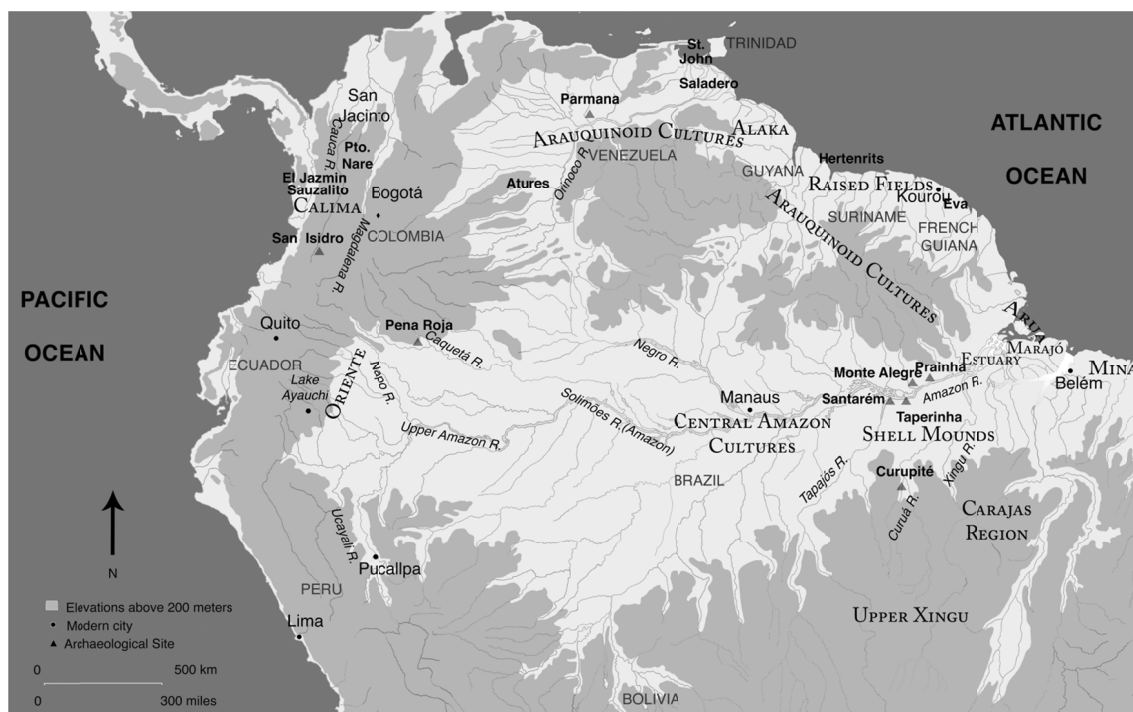 St.
John
TRINIDAD
Saladero
San
Jacinto
Parmana
ATLANTIC
OCEAN
Cauca R.
ARAUQUINOID CULTURES
ALAKA
Pto.
Nare
VENEZUELA
Hertenrits
GUYANA
El Jazmin
Sauzalito
CALIMA
Bogotá
Atures
Orinoco R.
RAISED FIELDS
Kourou
Eva
SURINAME
FRENCH
GUIANA
San Isidro
COLOMBIA
Magdalena R.
ARAUQUINOID CULTURES
PACIFIC
OCEAN
Quito
Pena Roja
Caquetá R.
Negro R.
ARUA
MARAJÓ
ESTUARY
MINA
Belém
ECUADOR
Lake
Ayauchi
ORIENTE
Napo R.
Monte Alegre
Prainha
Amazon R.
Santarém
Taperinha
Manaus
CENTRAL AMAZON
CULTURES
Solimões R.(Amazon)
Upper Amazon R.
SHELL MOUNDS
BRAZIL
Tapajós R.
Curupité
Xingu R.
Curuá R.
CARAJAS
REGION
Ucayali R.
Pucallpa
N
PERU
UPPER XINGU
Elevations above 200 meters
Modern city
Archaeological Site
Lima
0 500 km
0 300 miles
BOLIVIA